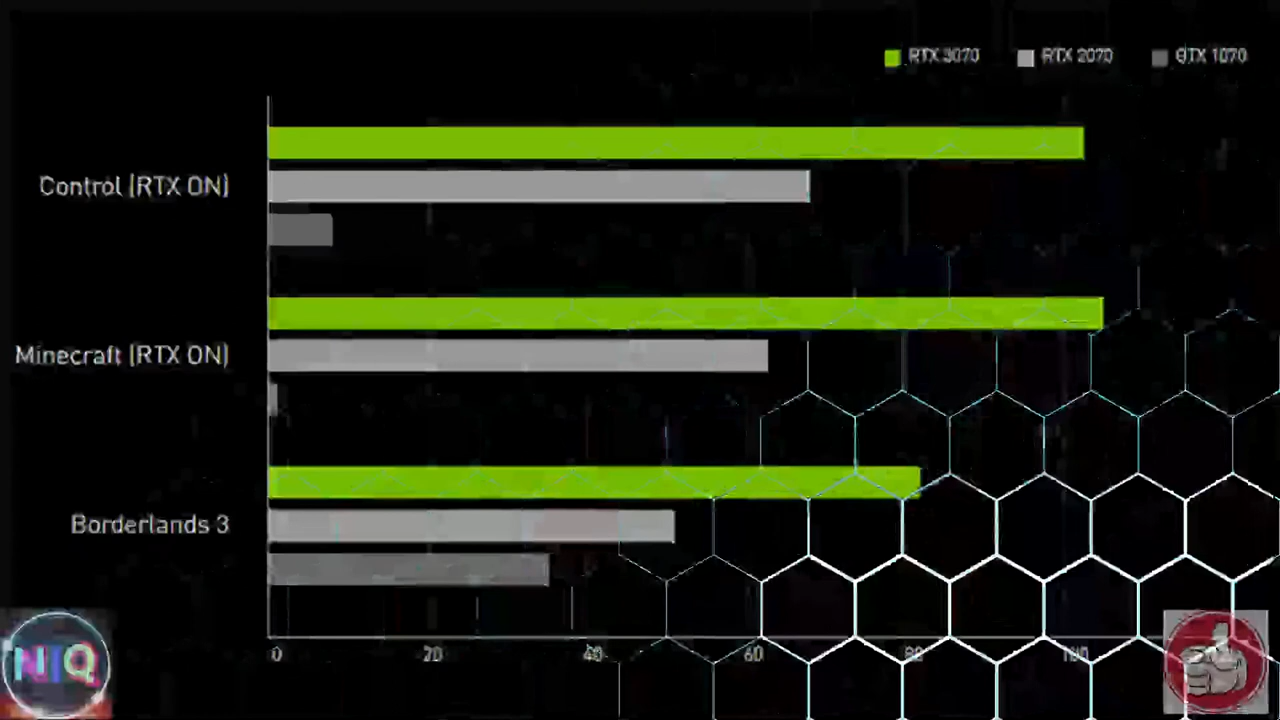 RTX 3070 RTX 2070 GTX 1070
Control (RTX ON)
Minecraft (RTX ON)
Borderlands 3
0 20 40 60 80 100
NIQ